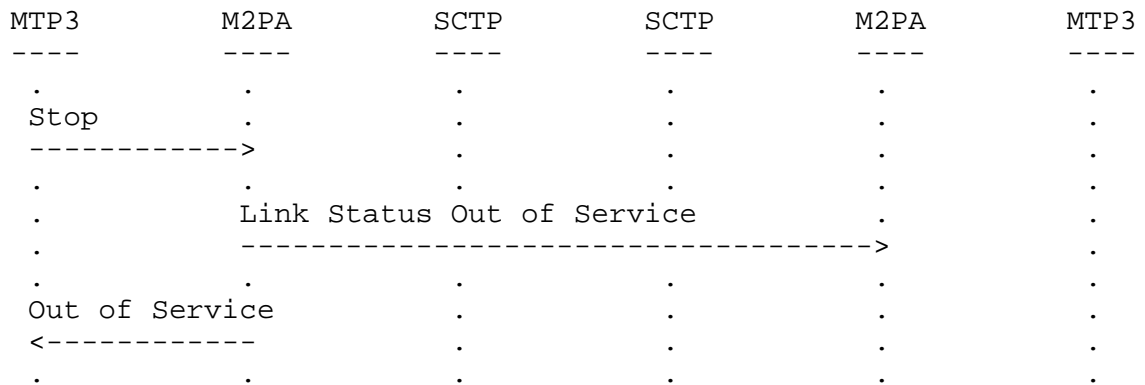 MTP3 M2PA SCTP SCTP M2PA MTP3
---- ---- ---- ---- ---- ----
. . . . . .
Stop . . . . .
------------> . . . .
. . . . . .
. Link Status Out of Service . .
. ------------------------------------> .
. . . . . .
Out of Service . . . .
<------------ . . . .
. . . . . .